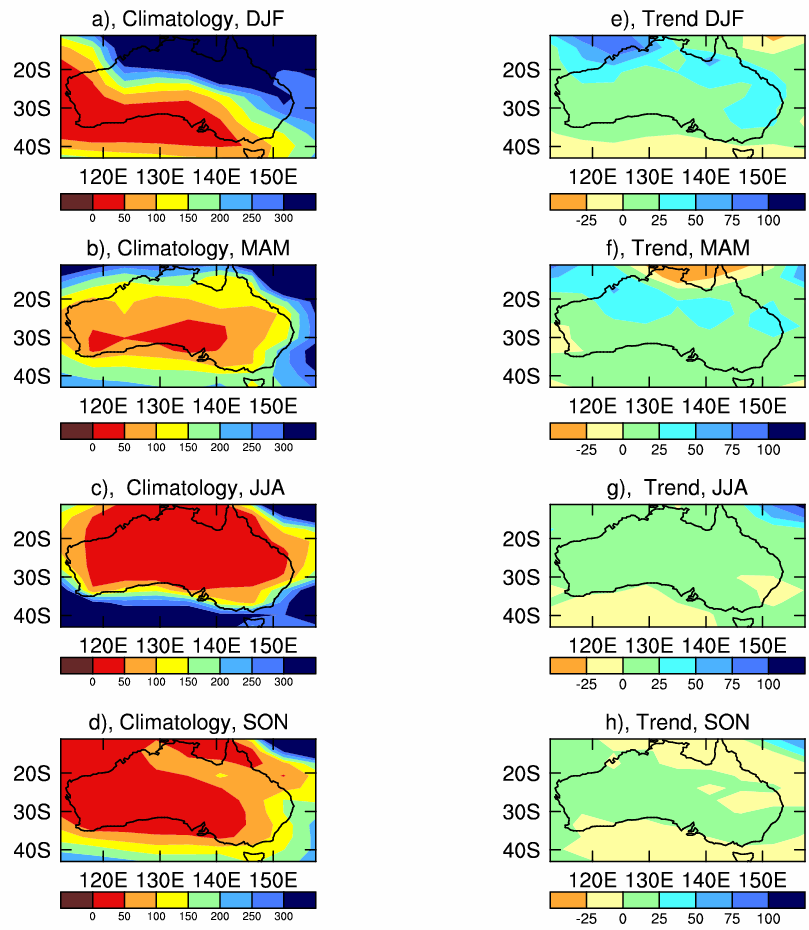 a), Climatology, DJF
20S
30S
40S
120E 130E 140E 150E
0 50 100 150 200 250 300
e), Trend DJF
20S
30S
40S
120E 130E 140E 150E
-25 0 25 50 75 100
b), Climatology, MAM
20S
30S
40S
120E 130E 140E 150E
0 50 100 150 200 250 300
f), Trend, MAM
20S
30S
40S
120E 130E 140E 150E
-25 0 25 50 75 100
c), Climatology, JJA
20S
30S
40S
120E 130E 140E 150E
0 50 100 150 200 250 300
g), Trend, JJA
20S
30S
40S
120E 130E 140E 150E
-25 0 25 50 75 100
d), Climatology, SON
20S
30S
40S
120E 130E 140E 150E
0 50 100 150 200 250 300
h), Trend, SON
20S
30S
40S
120E 130E 140E 150E
-25 0 25 50 75 100